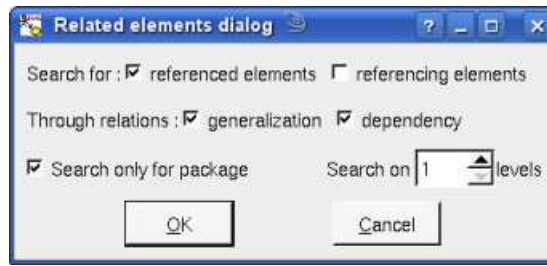 Related elements dialog
Search for : referenced elements referencing elements
Through relations : generalization dependency
Search only for package Search on 1 levels
OK Cancel